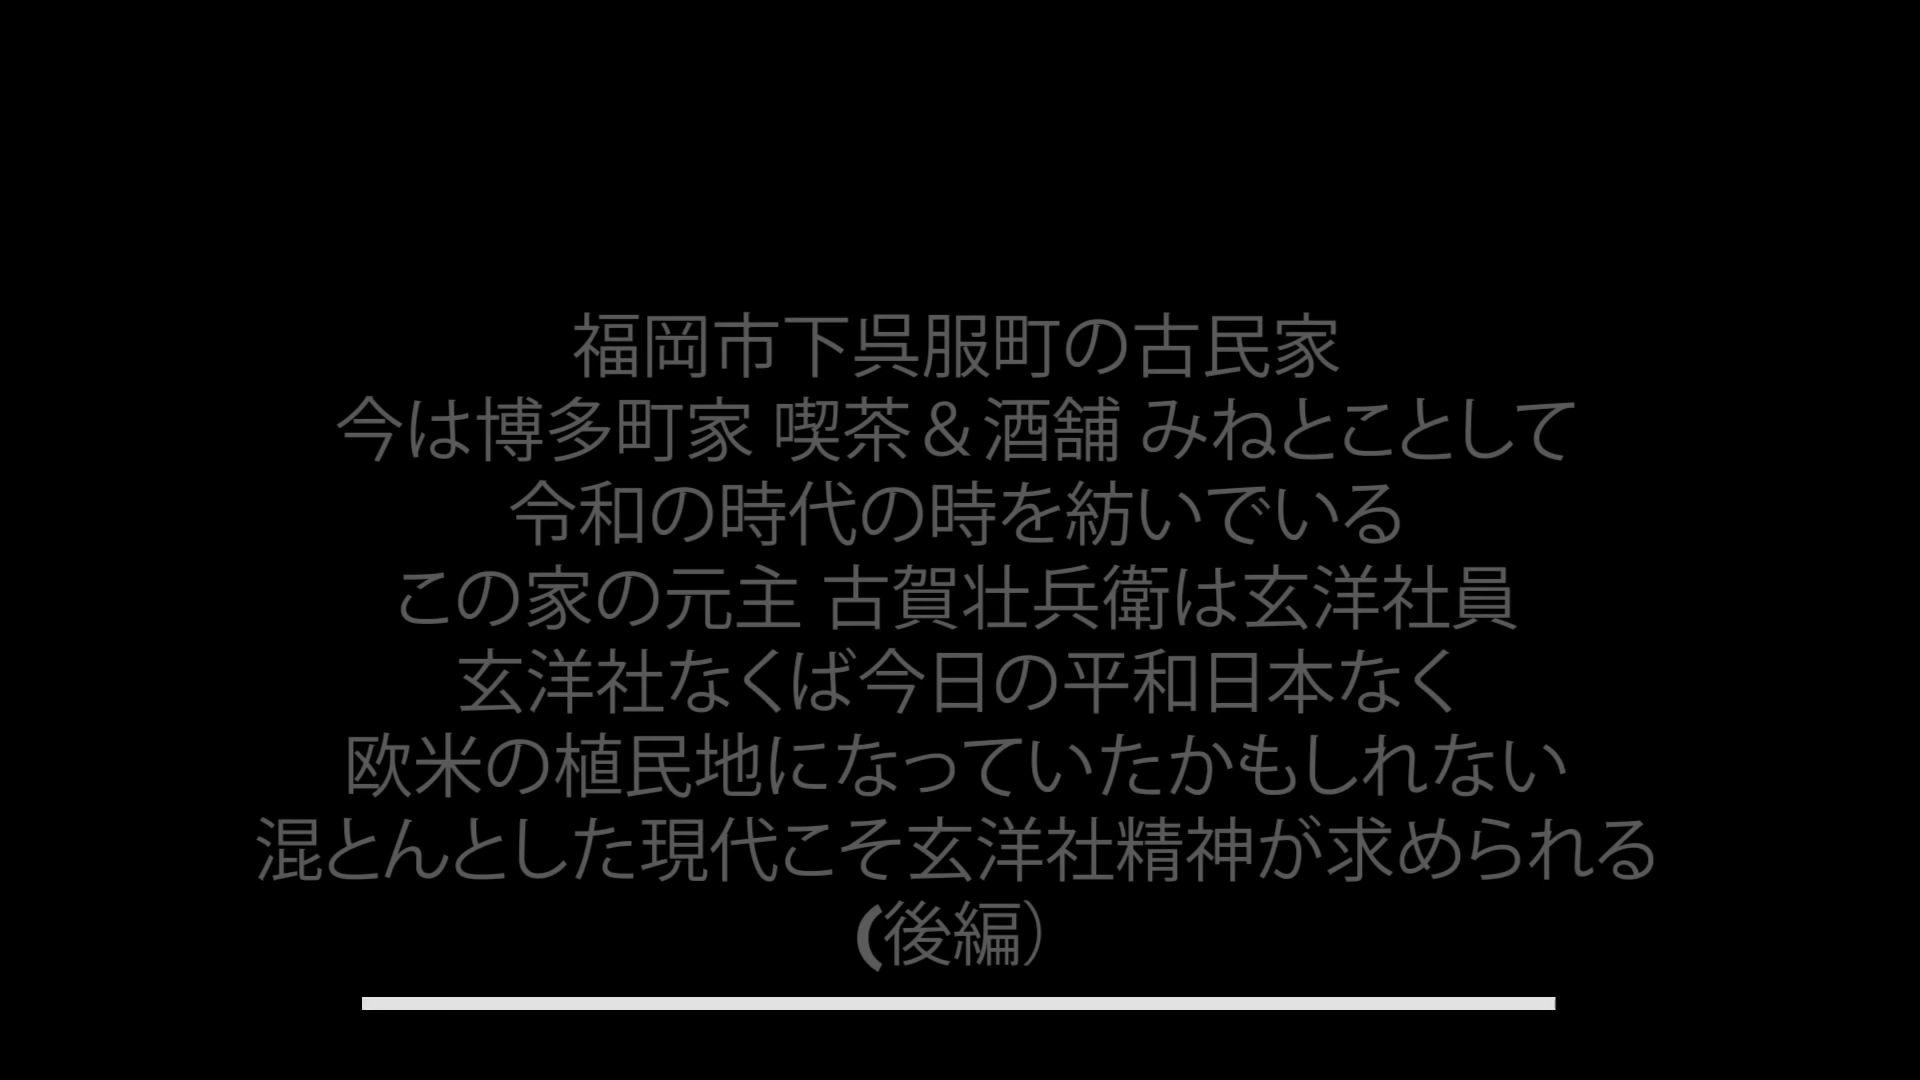 福岡市下呉服町の古民家
今は博多町家 喫茶＆酒舗 みねとことして
令和の時代の時を紡いでいる
この家の元主 古賀壮兵衛は玄洋社員
玄洋社なくば今日の平和日本なく
欧米の植民地になっていたかもしれない
混とんとした現代こそ玄洋社精神が求められる
(後編）